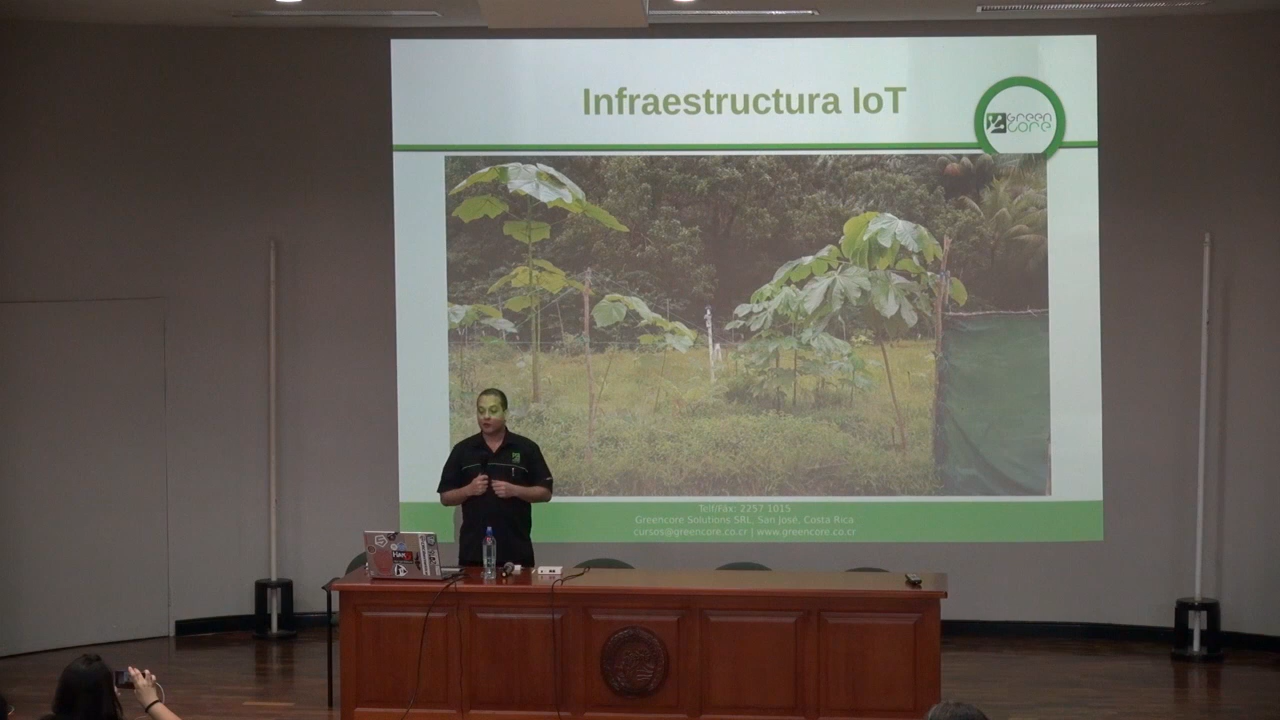 Infraestructura IoT
Green
Core
Telf/Fax: 2257 1015
Greencore Solutions SRL, San José, Costa Rica
cursos@greencore.co.cr | www.greencore.co.cr